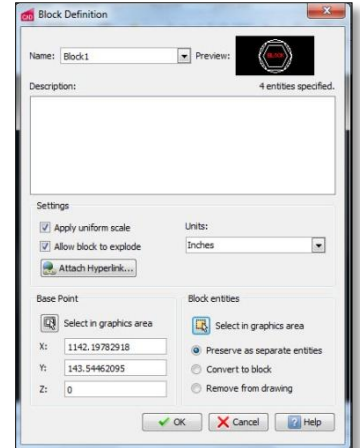 CAD Block Definition
Name: Block1 Preview: BLOCK
Description: 4 entities specified.
Settings
Apply uniform scale Units:
Allow block to explode Inches
Attach Hyperlink...
Base Point Block entities
Select in graphics area Select in graphics area
X: 1142.19782918 Preserve as separate entities
Y: 143.54462095 Convert to block
Z: 0 Remove from drawing
OK Cancel Help